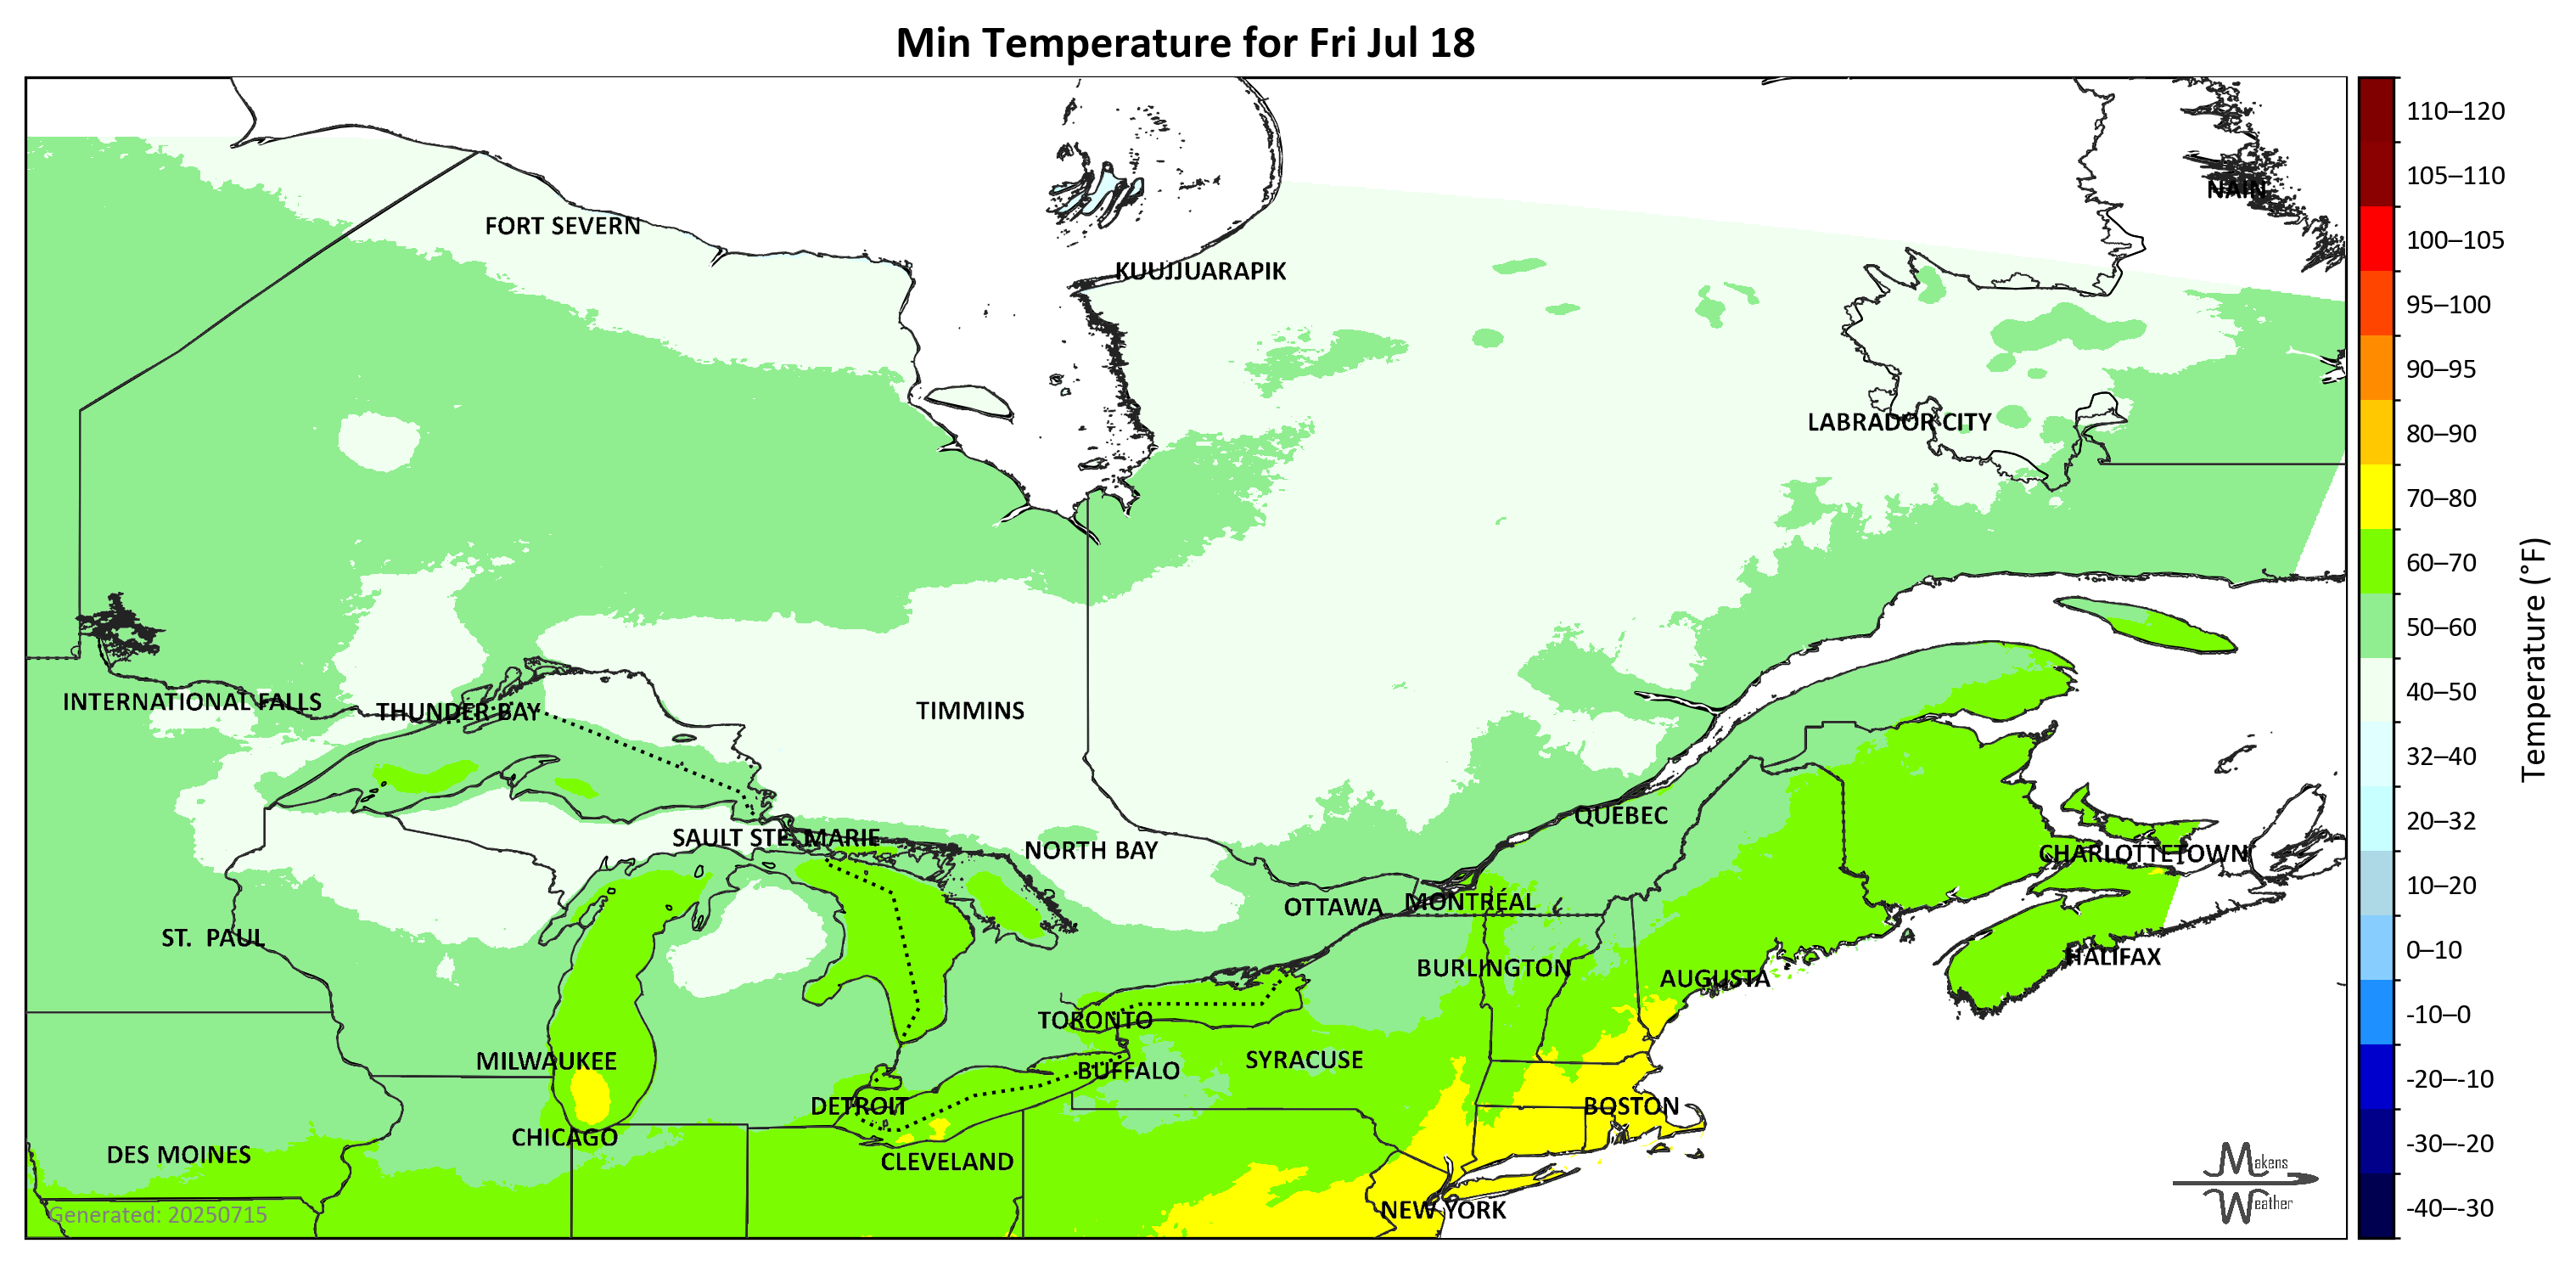 Min Temperature for Fri Jul 18
110–120
105–110
100–105
95–100
90–95
80–90
70–80
60–70
50–60
40–50
32–40
20–32
10–20
0–10
-10–0
-20–-10
-30–-20
-40–-30
Temperature (°F)
NAIN
FORT SEVERN
KUUJJUARAPIK
LABRADOR CITY
INTERNATIONAL FALLS
THUNDER BAY
TIMMINS
QUEBEC
SAULT STE. MARIE
NORTH BAY
CHARLOTTETOWN
OTTAWA
MONTRÉAL
ST. PAUL
HALIFAX
BURLINGTON
AUGUSTA
TORONTO
MILWAUKEE
SYRACUSE
BUFFALO
DETROIT
BOSTON
CHICAGO
DES MOINES
CLEVELAND
NEW YORK
Generated: 20250715
Makens
Weather